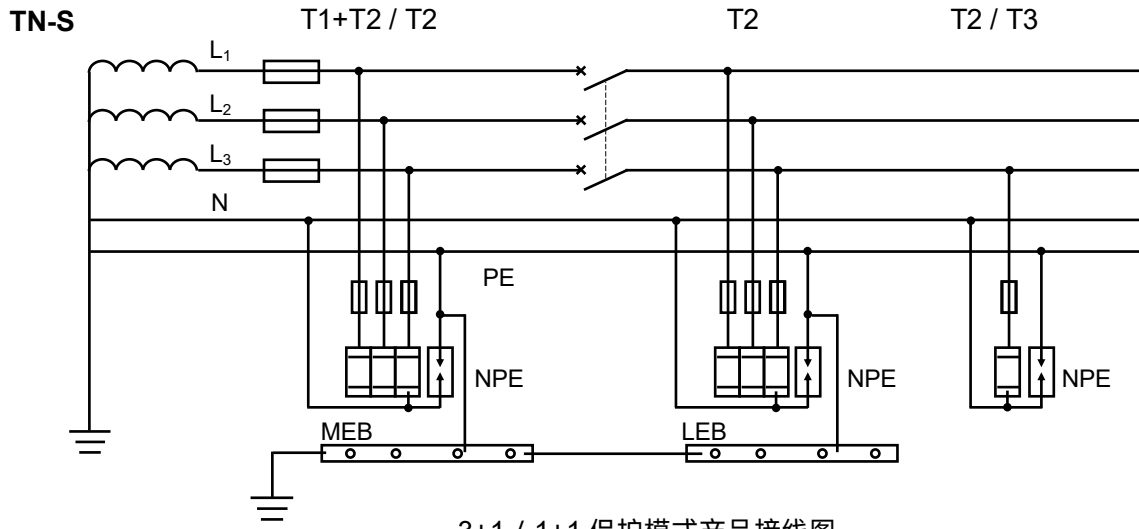 TN-S T1+T2 / T2 T2 T2 / T3
L₁
L₂
L₃
N
PE
NPE NPE NPE
MEB LEB
3+1 / 1+1 保护模式产品接线图